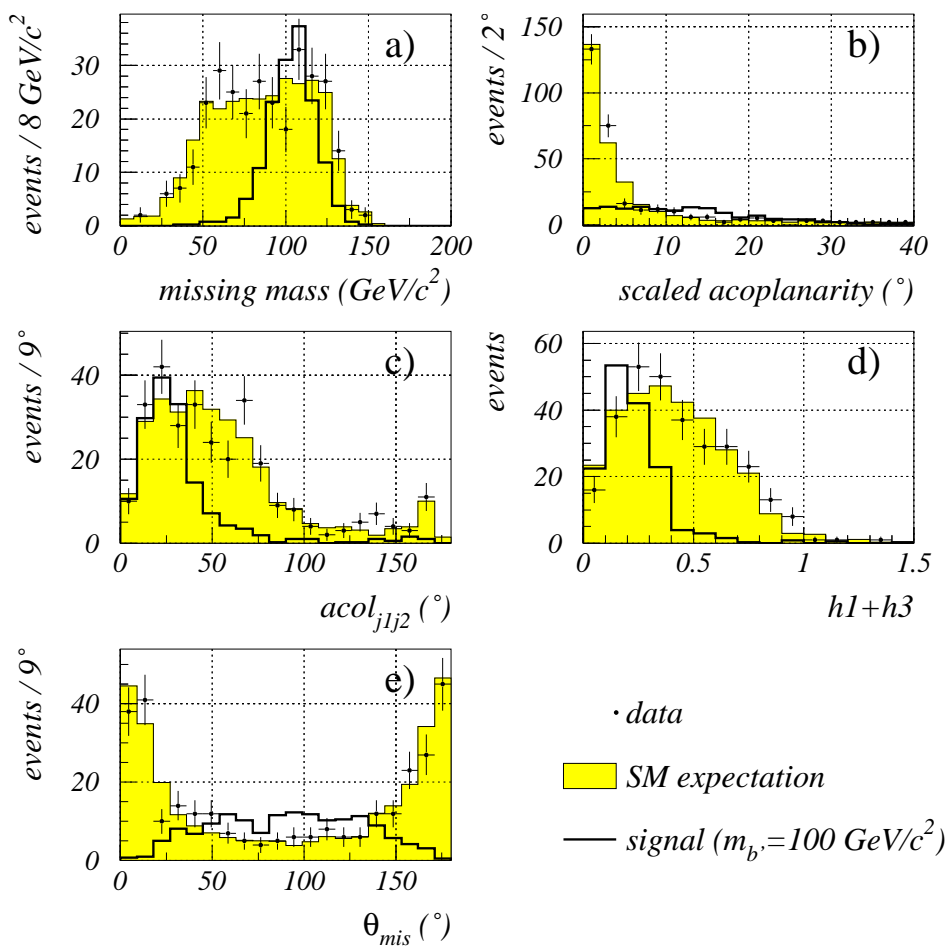 a)
events / 8 GeV/c²
30
20
10
0
0 50 100 150 200
missing mass (GeV/c²)
b)
events / 2°
150
100
50
0
0 10 20 30 40
scaled acoplanarity (°)
c)
events / 9°
40
20
0
0 50 100 150
acol_j1j2 (°)
d)
events
60
40
20
0
0 0.5 1 1.5
h1+h3
e)
events / 9°
40
20
0
0 50 100 150
θ_mis (°)
data
SM expectation
signal (m_b,=100 GeV/c²)